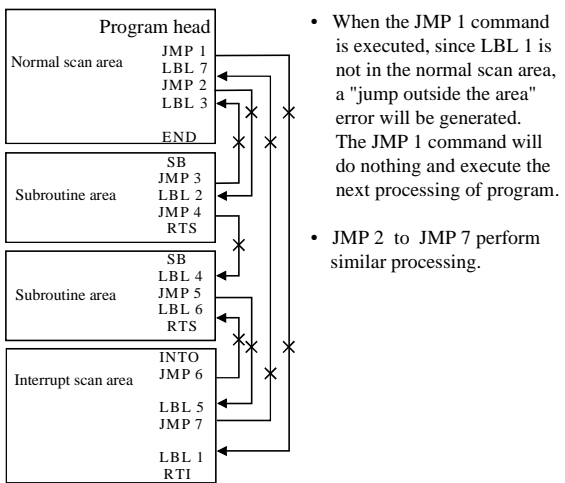 Program head
Normal scan area
JMP 1
LBL 7
JMP 2
LBL 3
END
Subroutine area
SB
JMP 3
LBL 2
JMP 4
RTS
Subroutine area
SB
LBL 4
JMP 5
LBL 6
RTS
Interrupt scan area
INTO
JMP 6
LBL 5
JMP 7
LBL 1
RTI
• When the JMP 1 command
is executed, since LBL 1 is
not in the normal scan area,
a "jump outside the area"
error will be generated.
The JMP 1 command will
do nothing and execute the
next processing of program.
• JMP 2 to JMP 7 perform
similar processing.